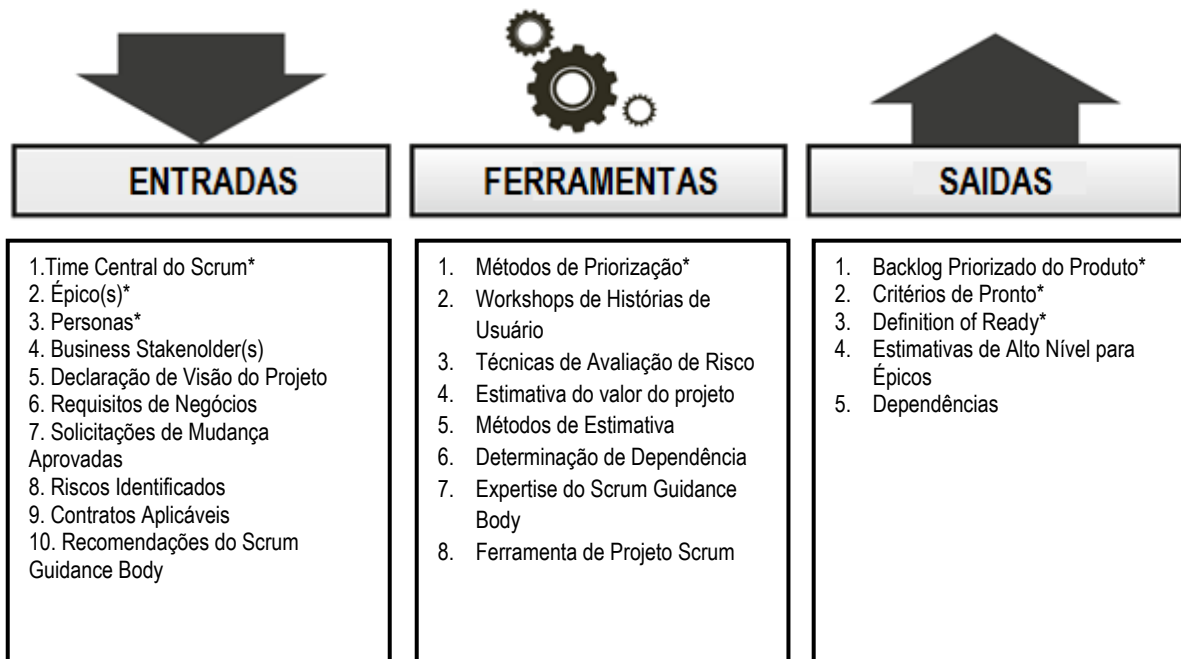 ENTRADAS
1.Time Central do Scrum*
2. Épico(s)*
3. Personas*
4. Business Stakenolder(s)
5. Declaração de Visão do Projeto
6. Requisitos de Negócios
7. Solicitações de Mudança
Aprovadas
8. Riscos Identificados
9. Contratos Aplicáveis
10. Recomendações do Scrum
Guidance Body
FERRAMENTAS
1. Métodos de Priorização*
2. Workshops de Histórias de
Usuário
3. Técnicas de Avaliação de Risco
4. Estimativa do valor do projeto
5. Métodos de Estimativa
6. Determinação de Dependência
7. Expertise do Scrum Guidance
Body
8. Ferramenta de Projeto Scrum
SAIDAS
1. Backlog Priorizado do Produto*
2. Critérios de Pronto*
3. Definition of Ready*
4. Estimativas de Alto Nível para
Épicos
5. Dependências